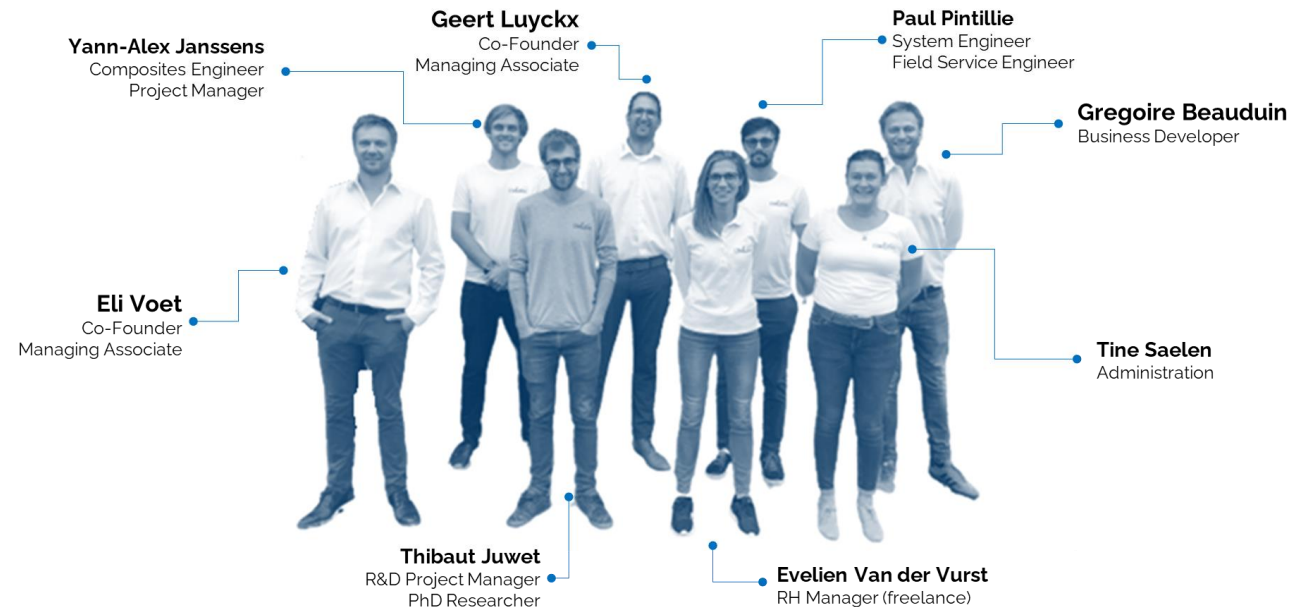 Geert Luyckx
Co-Founder
Managing Associate
Paul Pintillie
System Engineer
Field Service Engineer
Yann-Alex Janssens
Composites Engineer
Project Manager
Gregoire Beauduin
Business Developer
Eli Voet
Co-Founder
Managing Associate
Tine Saelen
Administration
Thibaut Juwet
R&D Project Manager
PhD Researcher
Evelien Van der Vurst
RH Manager (freelance)